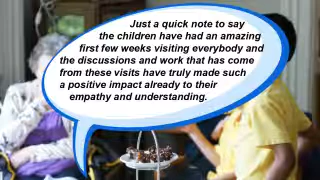 Just a quick note to say
the children have had an amazing
first few weeks visiting everybody and
the discussions and work that has come
from these visits have truly made such
a positive impact already to their
empathy and understanding.